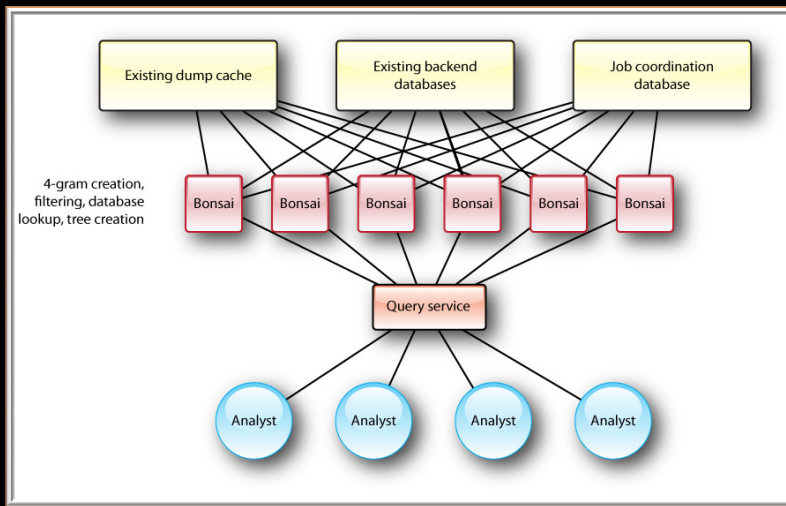 Existing dump cache
Existing backend
databases
Job coordination
database
4-gram creation,
filtering, database
lookup, tree creation
Bonsai
Bonsai
Bonsai
Bonsai
Bonsai
Bonsai
Query service
Analyst
Analyst
Analyst
Analyst